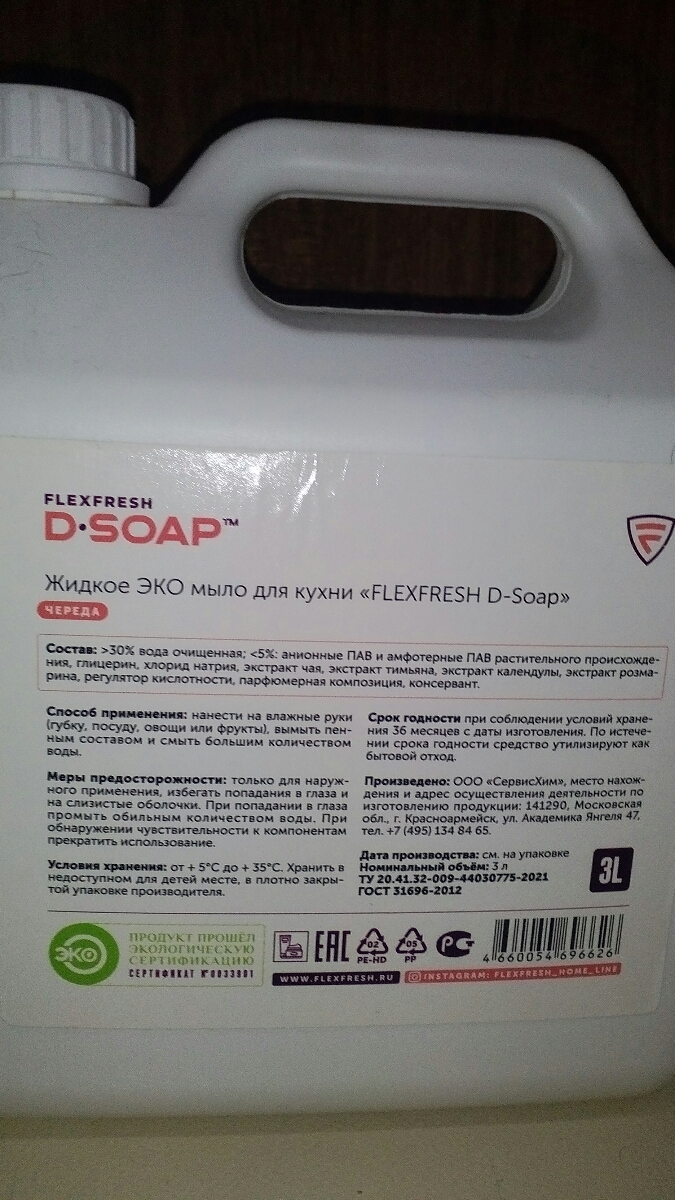 FLEXFRESH
D·SOAP™
Жидкое ЭКО мыло для кухни «FLEXFRESH D-Soap»
ЧЕРЕДА
Состав: >30% вода очищенная; <5%: анионные ПАВ и амфотерные ПАВ растительного происхожде-
ния, глицерин, хлорид натрия, экстракт чая, экстракт тимьяна, экстракт календулы, экстракт розма-
рина, регулятор кислотности, парфюмерная композиция, консервант.
Способ применения: нанести на влажные руки
(губку, посуду, овощи или фрукты), вымыть пен-
ным составом и смыть большим количеством
воды.
Меры предосторожности: только для наруж-
ного применения, избегать попадания в глаза и
на слизистые оболочки. При попадании в глаза
промыть обильным количеством воды. При
обнаружении чувствительности к компонентам
прекратить использование.
Условия хранения: от + 5°С до + 35°С. Хранить в
недоступном для детей месте, в плотно закры-
той упаковке производителя.
Срок годности при соблюдении условий хране-
ния 36 месяцев с даты изготовления. По истече-
нии срока годности средство утилизируют как
бытовой отход.
Произведено: ООО «СервисХим», место нахож-
дения и адрес осуществления деятельности по
изготовлению продукции: 141290, Московская
обл., г. Красноармейск, ул. Академика Янгеля 47,
тел. +7 (495) 134 84 65.
Дата производства: см. на упаковке
Номинальный объём: 3 л
ТУ 20.41.32-009-44030775-2021
ГОСТ 31696-2012
3L
ЭКО
ПРОДУКТ ПРОШЁЛ
ЭКОЛОГИЧЕСКУЮ
СЕРТИФИКАЦИЮ
СЕРТИФИКАТ №0033801
EAC
02
PE-HD
05
PP
4 660054 696626
WWW.FLEXFRESH.RU
INSTAGRAM: FLEXFRESH_HOME_LINE